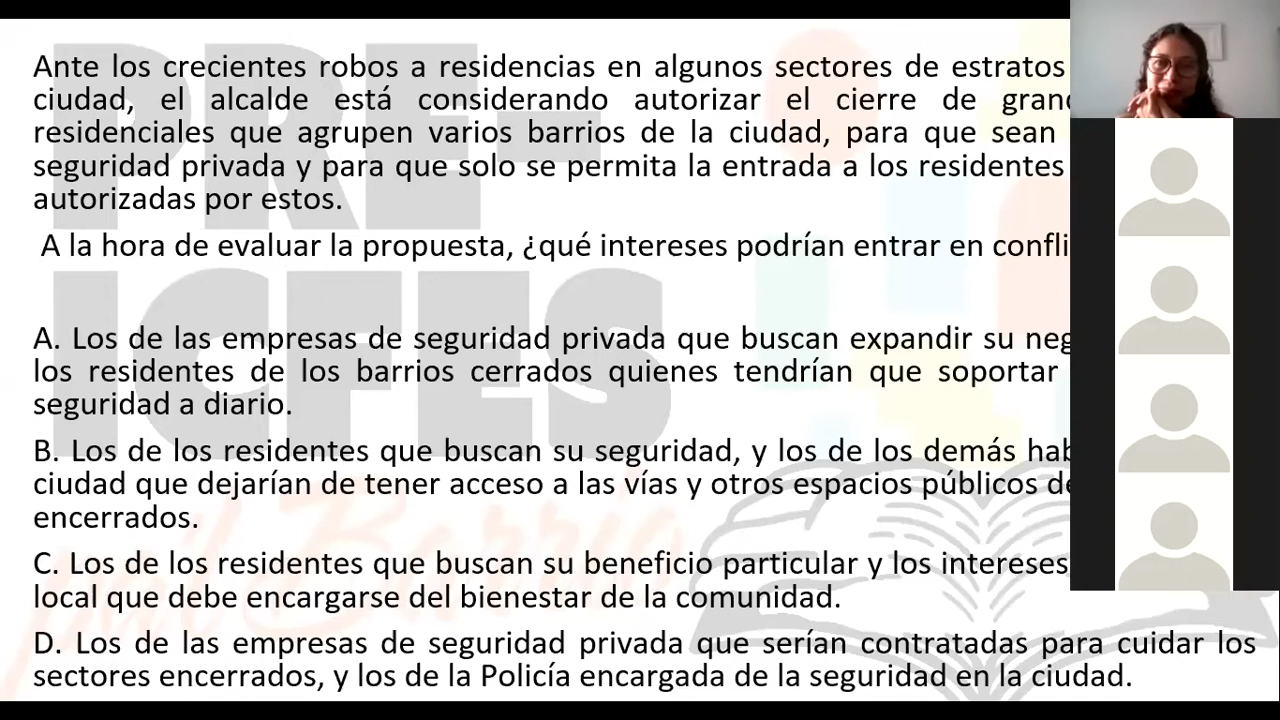 Ante los crecientes robos a residencias en algunos sectores de estratos
ciudad, el alcalde está considerando autorizar el cierre de
residenciales que agrupen varios barrios de la ciudad, para que sean
seguridad privada y para que solo se permita la entrada a los residentes
autorizadas por estos.
A la hora de evaluar la propuesta, ¿qué intereses podrían entrar en
A. Los de las empresas de seguridad privada que buscan expandir su
los residentes de los barrios cerrados quienes tendrían que soportar
seguridad a diario.
B. Los de los residentes que buscan su seguridad, y los de los demás
ciudad que dejarían de tener acceso a las vías y otros espacios públicos
encerrados.
C. Los de los residentes que buscan su beneficio particular y los intereses
local que debe encargarse del bienestar de la comunidad.
D. Los de las empresas de seguridad privada que serían contratadas para cuidar los
sectores encerrados, y los de la Policía encargada de la seguridad en la ciudad.
PRE-
ICFES